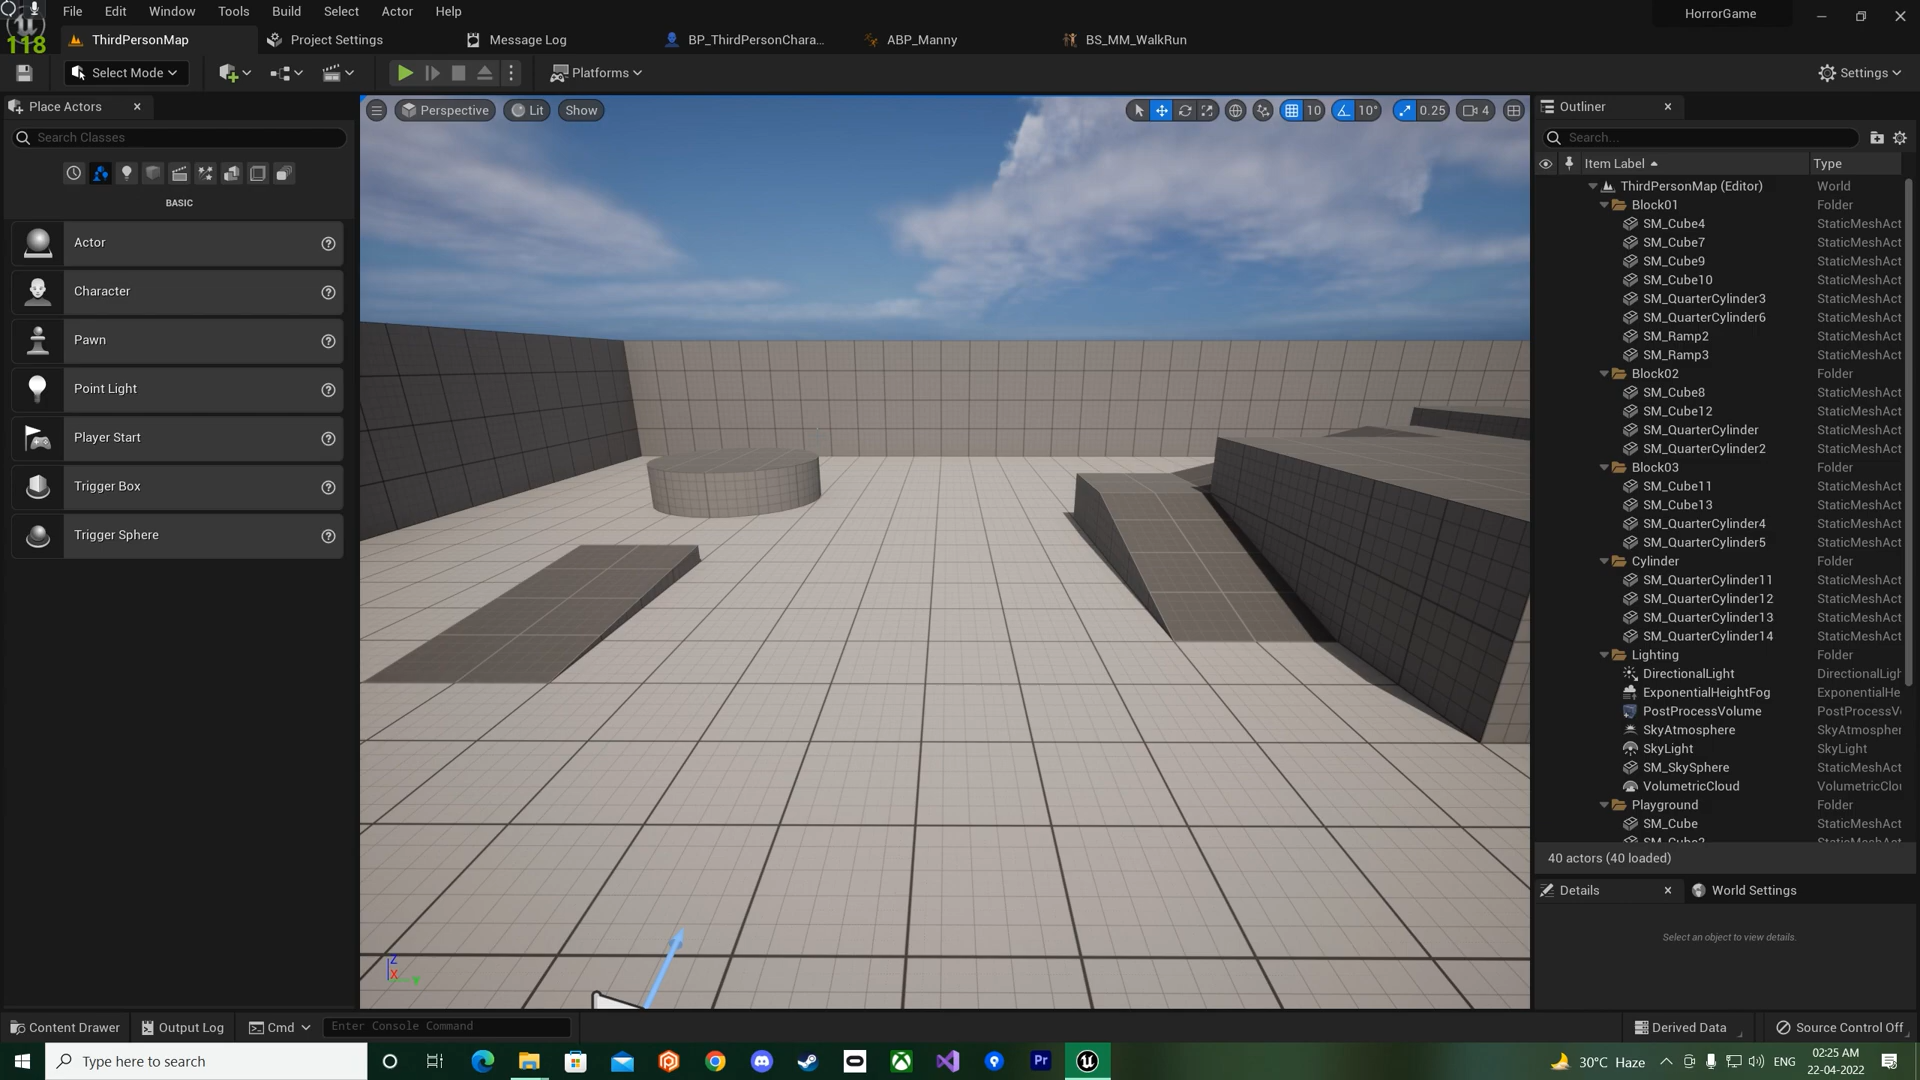 File Edit Window Tools Build Select Actor Help
HorrorGame
118
ThirdPersonMap
Project Settings
Message Log
BP_ThirdPersonChara...
ABP_Manny
BS_MM_WalkRun
Select Mode
Platforms
Settings
Place Actors
Search Classes
BASIC
Actor
Character
Pawn
Point Light
Player Start
Trigger Box
Trigger Sphere
Perspective
Lit
Show
10
10°
0.25
4
Z
X
Outliner
Search...
Item Label Type
ThirdPersonMap (Editor) World
Block01 Folder
SM_Cube4 StaticMeshAct
SM_Cube7 StaticMeshAct
SM_Cube9 StaticMeshAct
SM_Cube10 StaticMeshAct
SM_QuarterCylinder3 StaticMeshAct
SM_QuarterCylinder6 StaticMeshAct
SM_Ramp2 StaticMeshAct
SM_Ramp3 StaticMeshAct
Block02 Folder
SM_Cube8 StaticMeshAct
SM_Cube12 StaticMeshAct
SM_QuarterCylinder StaticMeshAct
SM_QuarterCylinder2 StaticMeshAct
Block03 Folder
SM_Cube11 StaticMeshAct
SM_Cube13 StaticMeshAct
SM_QuarterCylinder4 StaticMeshAct
SM_QuarterCylinder5 StaticMeshAct
Cylinder Folder
SM_QuarterCylinder11 StaticMeshAct
SM_QuarterCylinder12 StaticMeshAct
SM_QuarterCylinder13 StaticMeshAct
SM_QuarterCylinder14 StaticMeshAct
Lighting Folder
DirectionalLight DirectionalLigh
ExponentialHeightFog ExponentialHe
PostProcessVolume PostProcessV
SkyAtmosphere SkyAtmospher
SkyLight SkyLight
SM_SkySphere StaticMeshAct
VolumetricCloud VolumetricClou
Playground Folder
SM_Cube StaticMeshAct
40 actors (40 loaded)
Details
World Settings
Select an object to view details.
Content Drawer
Output Log
Cmd
Enter Console Command
Derived Data
Source Control Off
Type here to search
Pr
30°C Haze
ENG
02:25 AM
22-04-2022